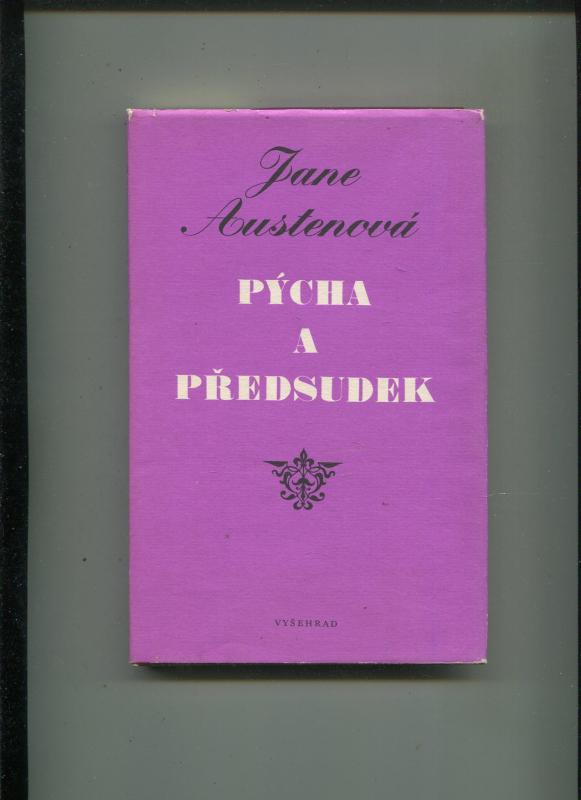 Jane
Austenová
PÝCHA
A
PŘEDSUDEK
VYŠEHRAD